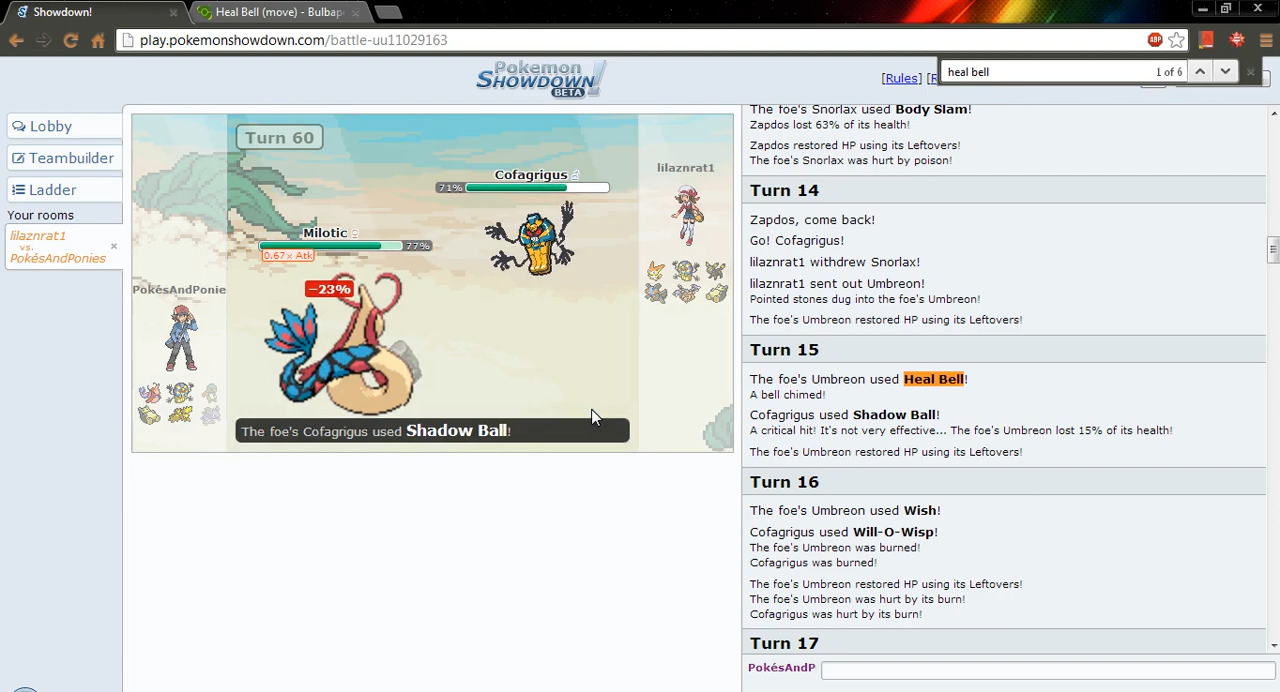 Showdown!
Heal Bell (move) - Bulbap
play.pokemonshowdown.com/battle-uu11029163
ABP
heal bell
1 of 6
Pokemon
SHOWDOWN!
BETA
[Rules] [R
Lobby
Teambuilder
Ladder
Your rooms
lilaznrat1
vs.
PokésAndPonies
Turn 60
Cofagrigus
71%
Milotic
77%
0.67× Atk
−23%
lilaznrat1
PokésAndPonie
The foe's Cofagrigus used Shadow Ball!
The foe's Snorlax used Body Slam!
Zapdos lost 63% of its health!
Zapdos restored HP using its Leftovers!
The foe's Snorlax was hurt by poison!
Turn 14
Zapdos, come back!
Go! Cofagrigus!
lilaznrat1 withdrew Snorlax!
lilaznrat1 sent out Umbreon!
Pointed stones dug into the foe's Umbreon!
The foe's Umbreon restored HP using its Leftovers!
Turn 15
The foe's Umbreon used Heal Bell!
A bell chimed!
Cofagrigus used Shadow Ball!
A critical hit! It's not very effective... The foe's Umbreon lost 15% of its health!
The foe's Umbreon restored HP using its Leftovers!
Turn 16
The foe's Umbreon used Wish!
Cofagrigus used Will-O-Wisp!
The foe's Umbreon was burned!
Cofagrigus was burned!
The foe's Umbreon restored HP using its Leftovers!
The foe's Umbreon was hurt by its burn!
Cofagrigus was hurt by its burn!
Turn 17
PokésAndP